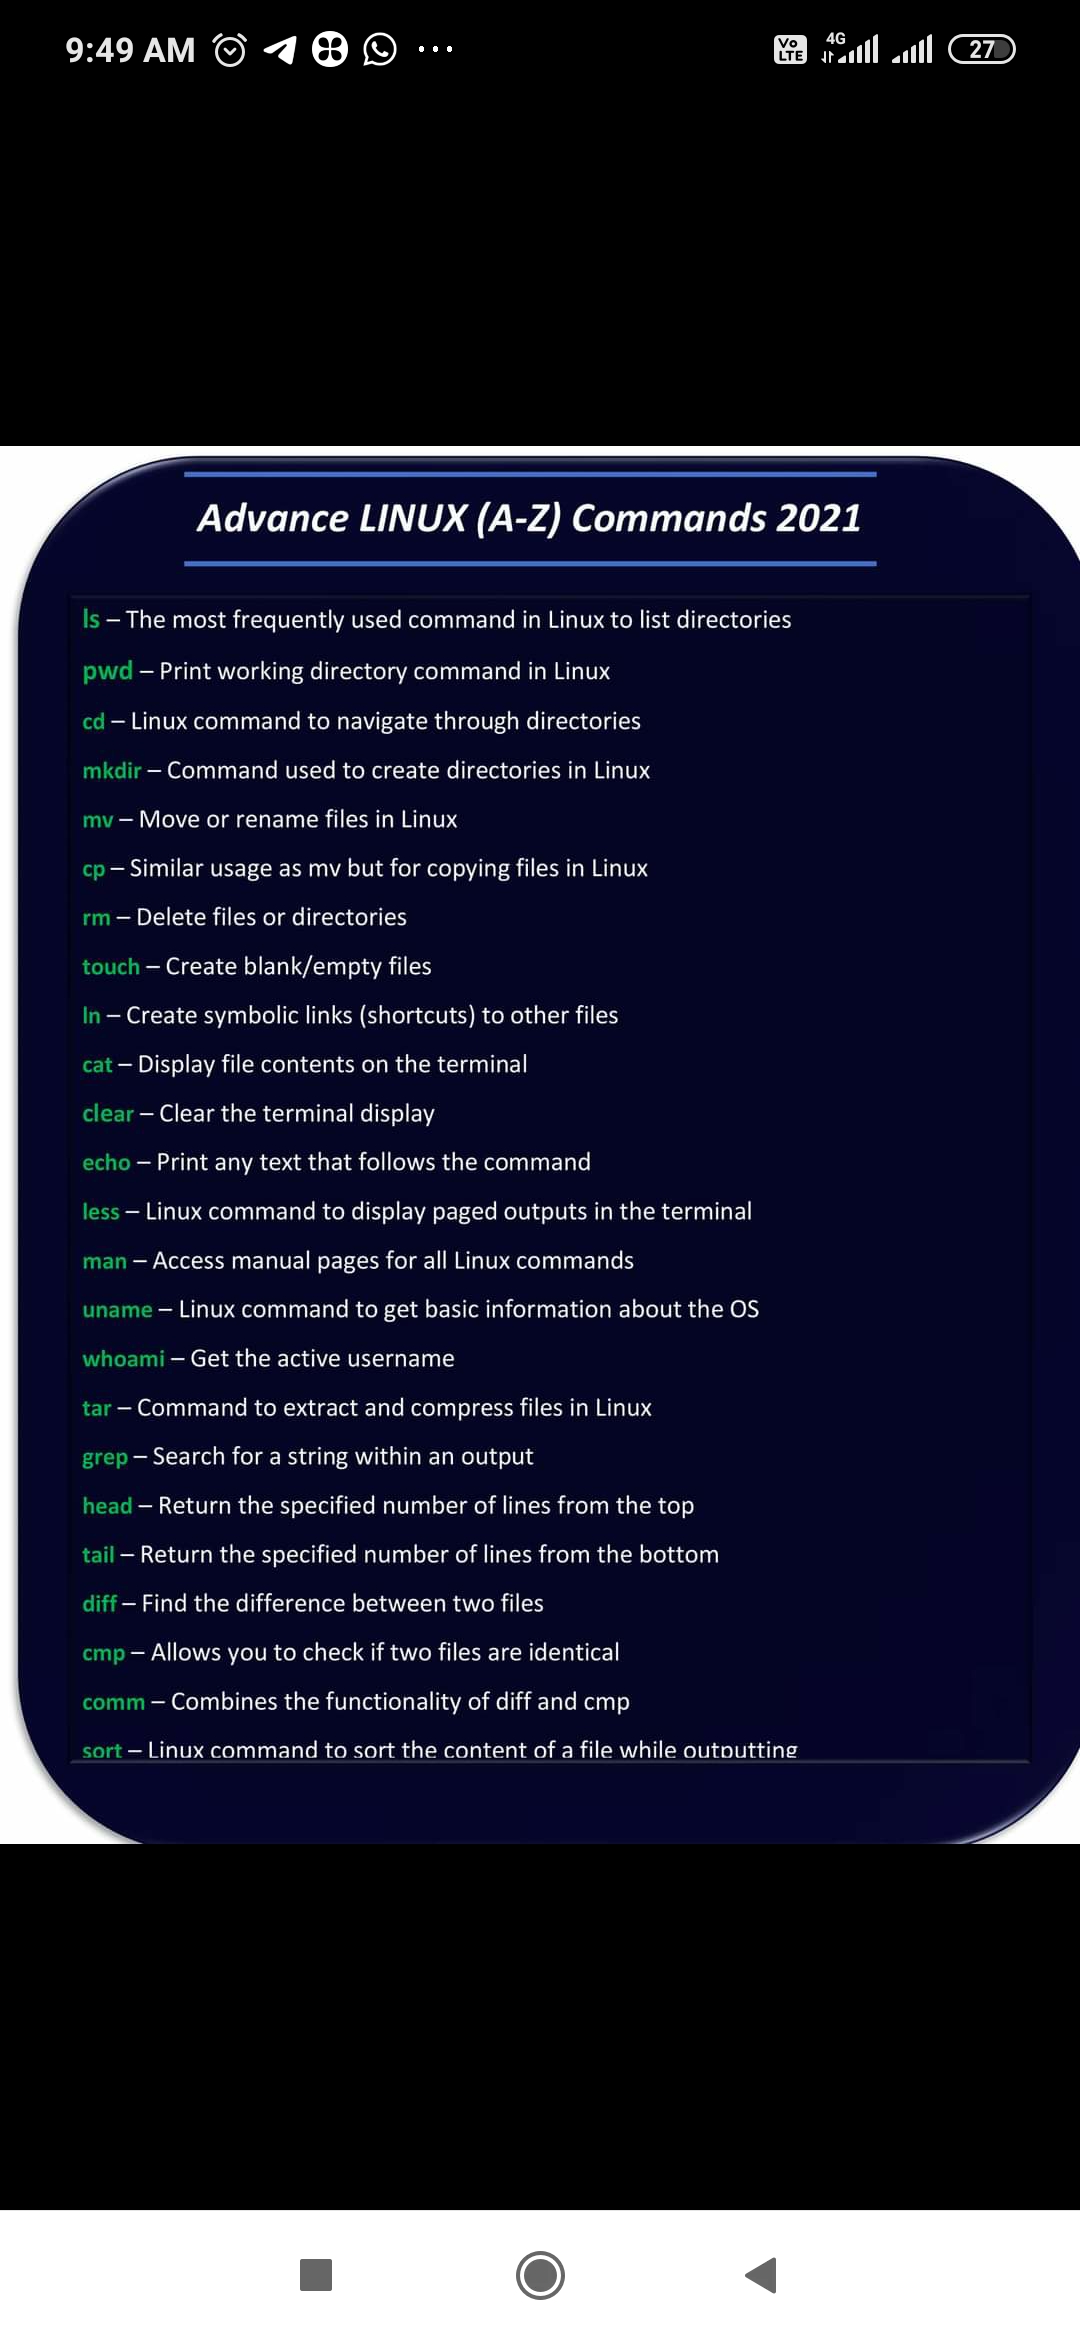 9:49 AM
Vo LTE 4G 27
Advance LINUX (A-Z) Commands 2021
ls – The most frequently used command in Linux to list directories
pwd – Print working directory command in Linux
cd – Linux command to navigate through directories
mkdir – Command used to create directories in Linux
mv – Move or rename files in Linux
cp – Similar usage as mv but for copying files in Linux
rm – Delete files or directories
touch – Create blank/empty files
ln – Create symbolic links (shortcuts) to other files
cat – Display file contents on the terminal
clear – Clear the terminal display
echo – Print any text that follows the command
less – Linux command to display paged outputs in the terminal
man – Access manual pages for all Linux commands
uname – Linux command to get basic information about the OS
whoami – Get the active username
tar – Command to extract and compress files in Linux
grep – Search for a string within an output
head – Return the specified number of lines from the top
tail – Return the specified number of lines from the bottom
diff – Find the difference between two files
cmp – Allows you to check if two files are identical
comm – Combines the functionality of diff and cmp
sort – Linux command to sort the content of a file while outputting